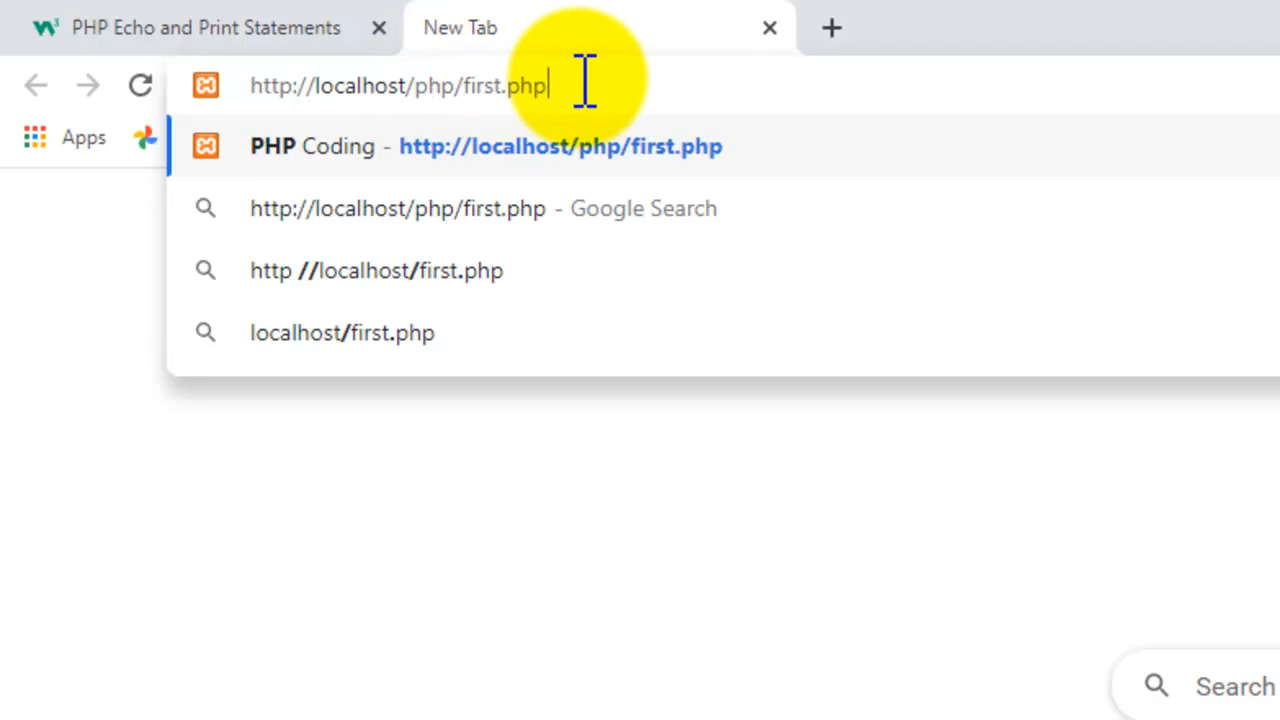 PHP Echo and Print Statements
New Tab
http://localhost/php/first.php
Apps
PHP Coding - http://localhost/php/first.php
http://localhost/php/first.php - Google Search
http //localhost/first.php
localhost/first.php
Search